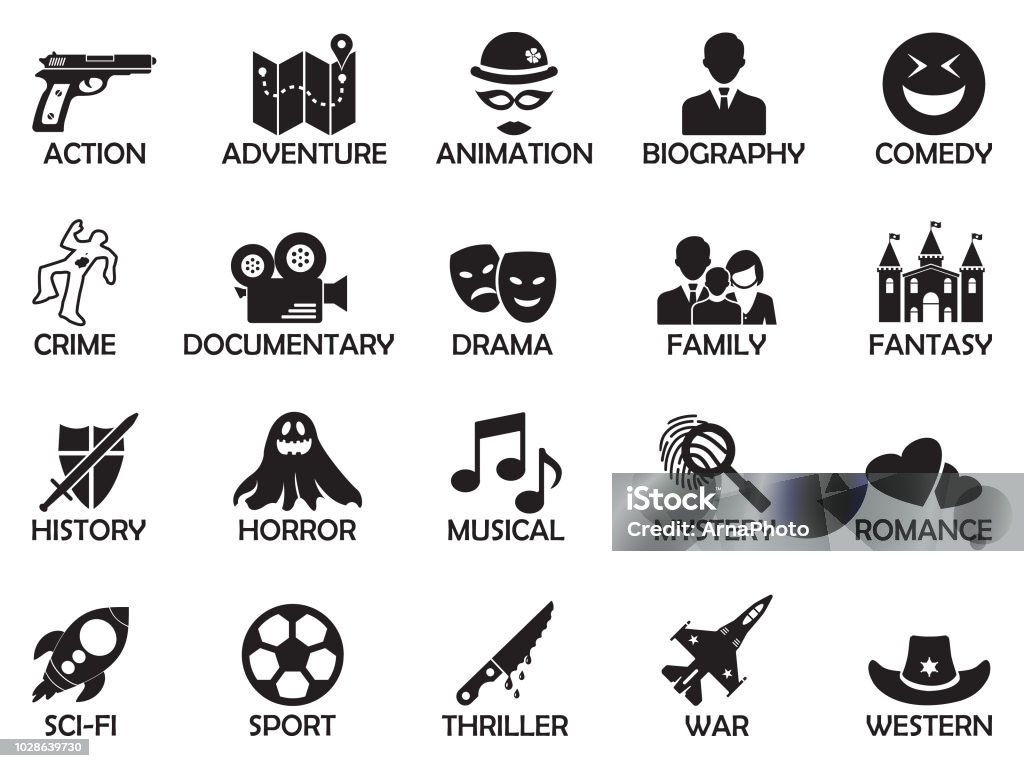 ACTION
ADVENTURE
ANIMATION
BIOGRAPHY
COMEDY
CRIME
DOCUMENTARY
DRAMA
FAMILY
FANTASY
HISTORY
HORROR
MUSICAL
MYSTERY
iStock
Credit: ArnaPhoto
ROMANCE
SCI-FI
SPORT
THRILLER
WAR
WESTERN
1028639730